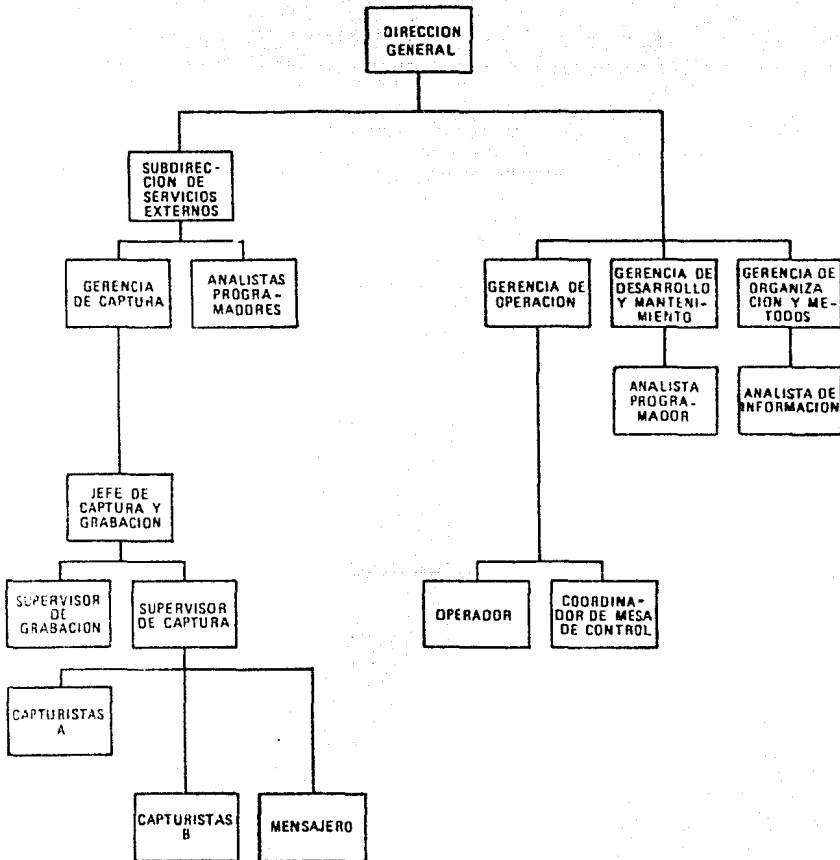 DIRECCION
GENERAL
SUBDIREC-
CION DE
SERVICIOS
EXTERNOS
GERENCIA
DE CAPTURA
ANALISTAS
PROGRA-
MADORES
GERENCIA DE
OPERACION
GERENCIA DE
DESARROLLO
Y MANTENI-
MIENTO
GERENCIA DE
ORGANIZA
CION Y ME-
TODOS
ANALISTA
PROGRA-
MADOR
ANALISTA DE
INFORMACION
JEFE DE
CAPTURA Y
GRABACION
SUPERVISOR
DE
GRABACION
SUPERVISOR
DE CAPTURA
OPERADOR
COORDINA-
DOR DE MESA
DE CONTROL
CAPTURISTAS
A
CAPTURISTAS
B
MENSAJERO